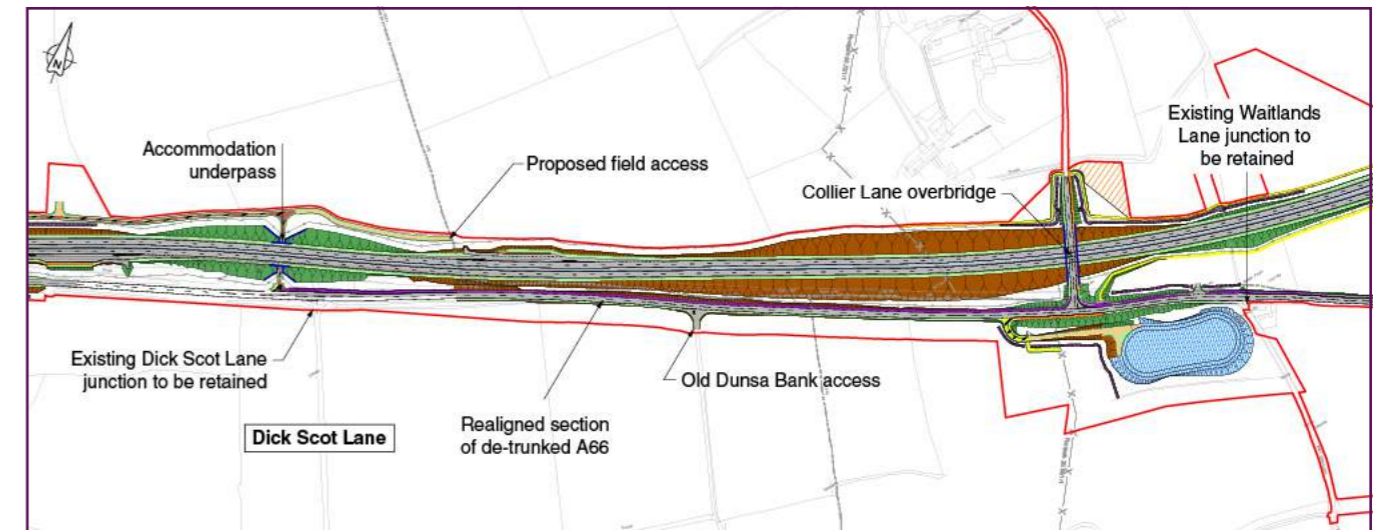 N
Existing Waitlands
Lane junction to
be retained
Accommodation
underpass
Proposed field access
Collier Lane overbridge
Existing Dick Scot Lane
junction to be retained
Old Dunsa Bank access
Realigned section
of de-trunked A66
Dick Scot Lane